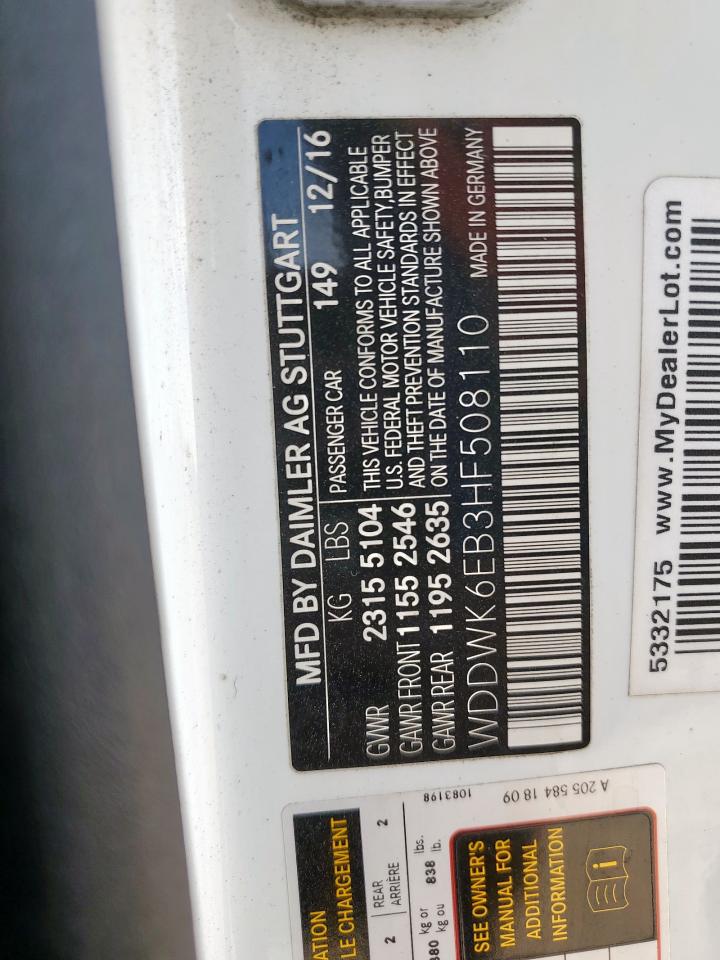 MFD BY DAIMLER AG STUTTGART
KG LBS PASSENGER CAR 149 12/16
GVWR 2315 5104
GAWR FRONT 1155 2546
GAWR REAR 1195 2635
THIS VEHICLE CONFORMS TO ALL APPLICABLE
U.S. FEDERAL MOTOR VEHICLE SAFETY, BUMPER
AND THEFT PREVENTION STANDARDS IN EFFECT
ON THE DATE OF MANUFACTURE SHOWN ABOVE
WDDWK6EB3HF508110 MADE IN GERMANY
5332175 www.MyDealerLot.com
LE CHARGEMENT
2 REAR 2
ARRIÈRE
kg or 838 lbs.
kg ou lb.
1083198
SEE OWNER'S
MANUAL FOR
ADDITIONAL
INFORMATION
A 205 584 18 09